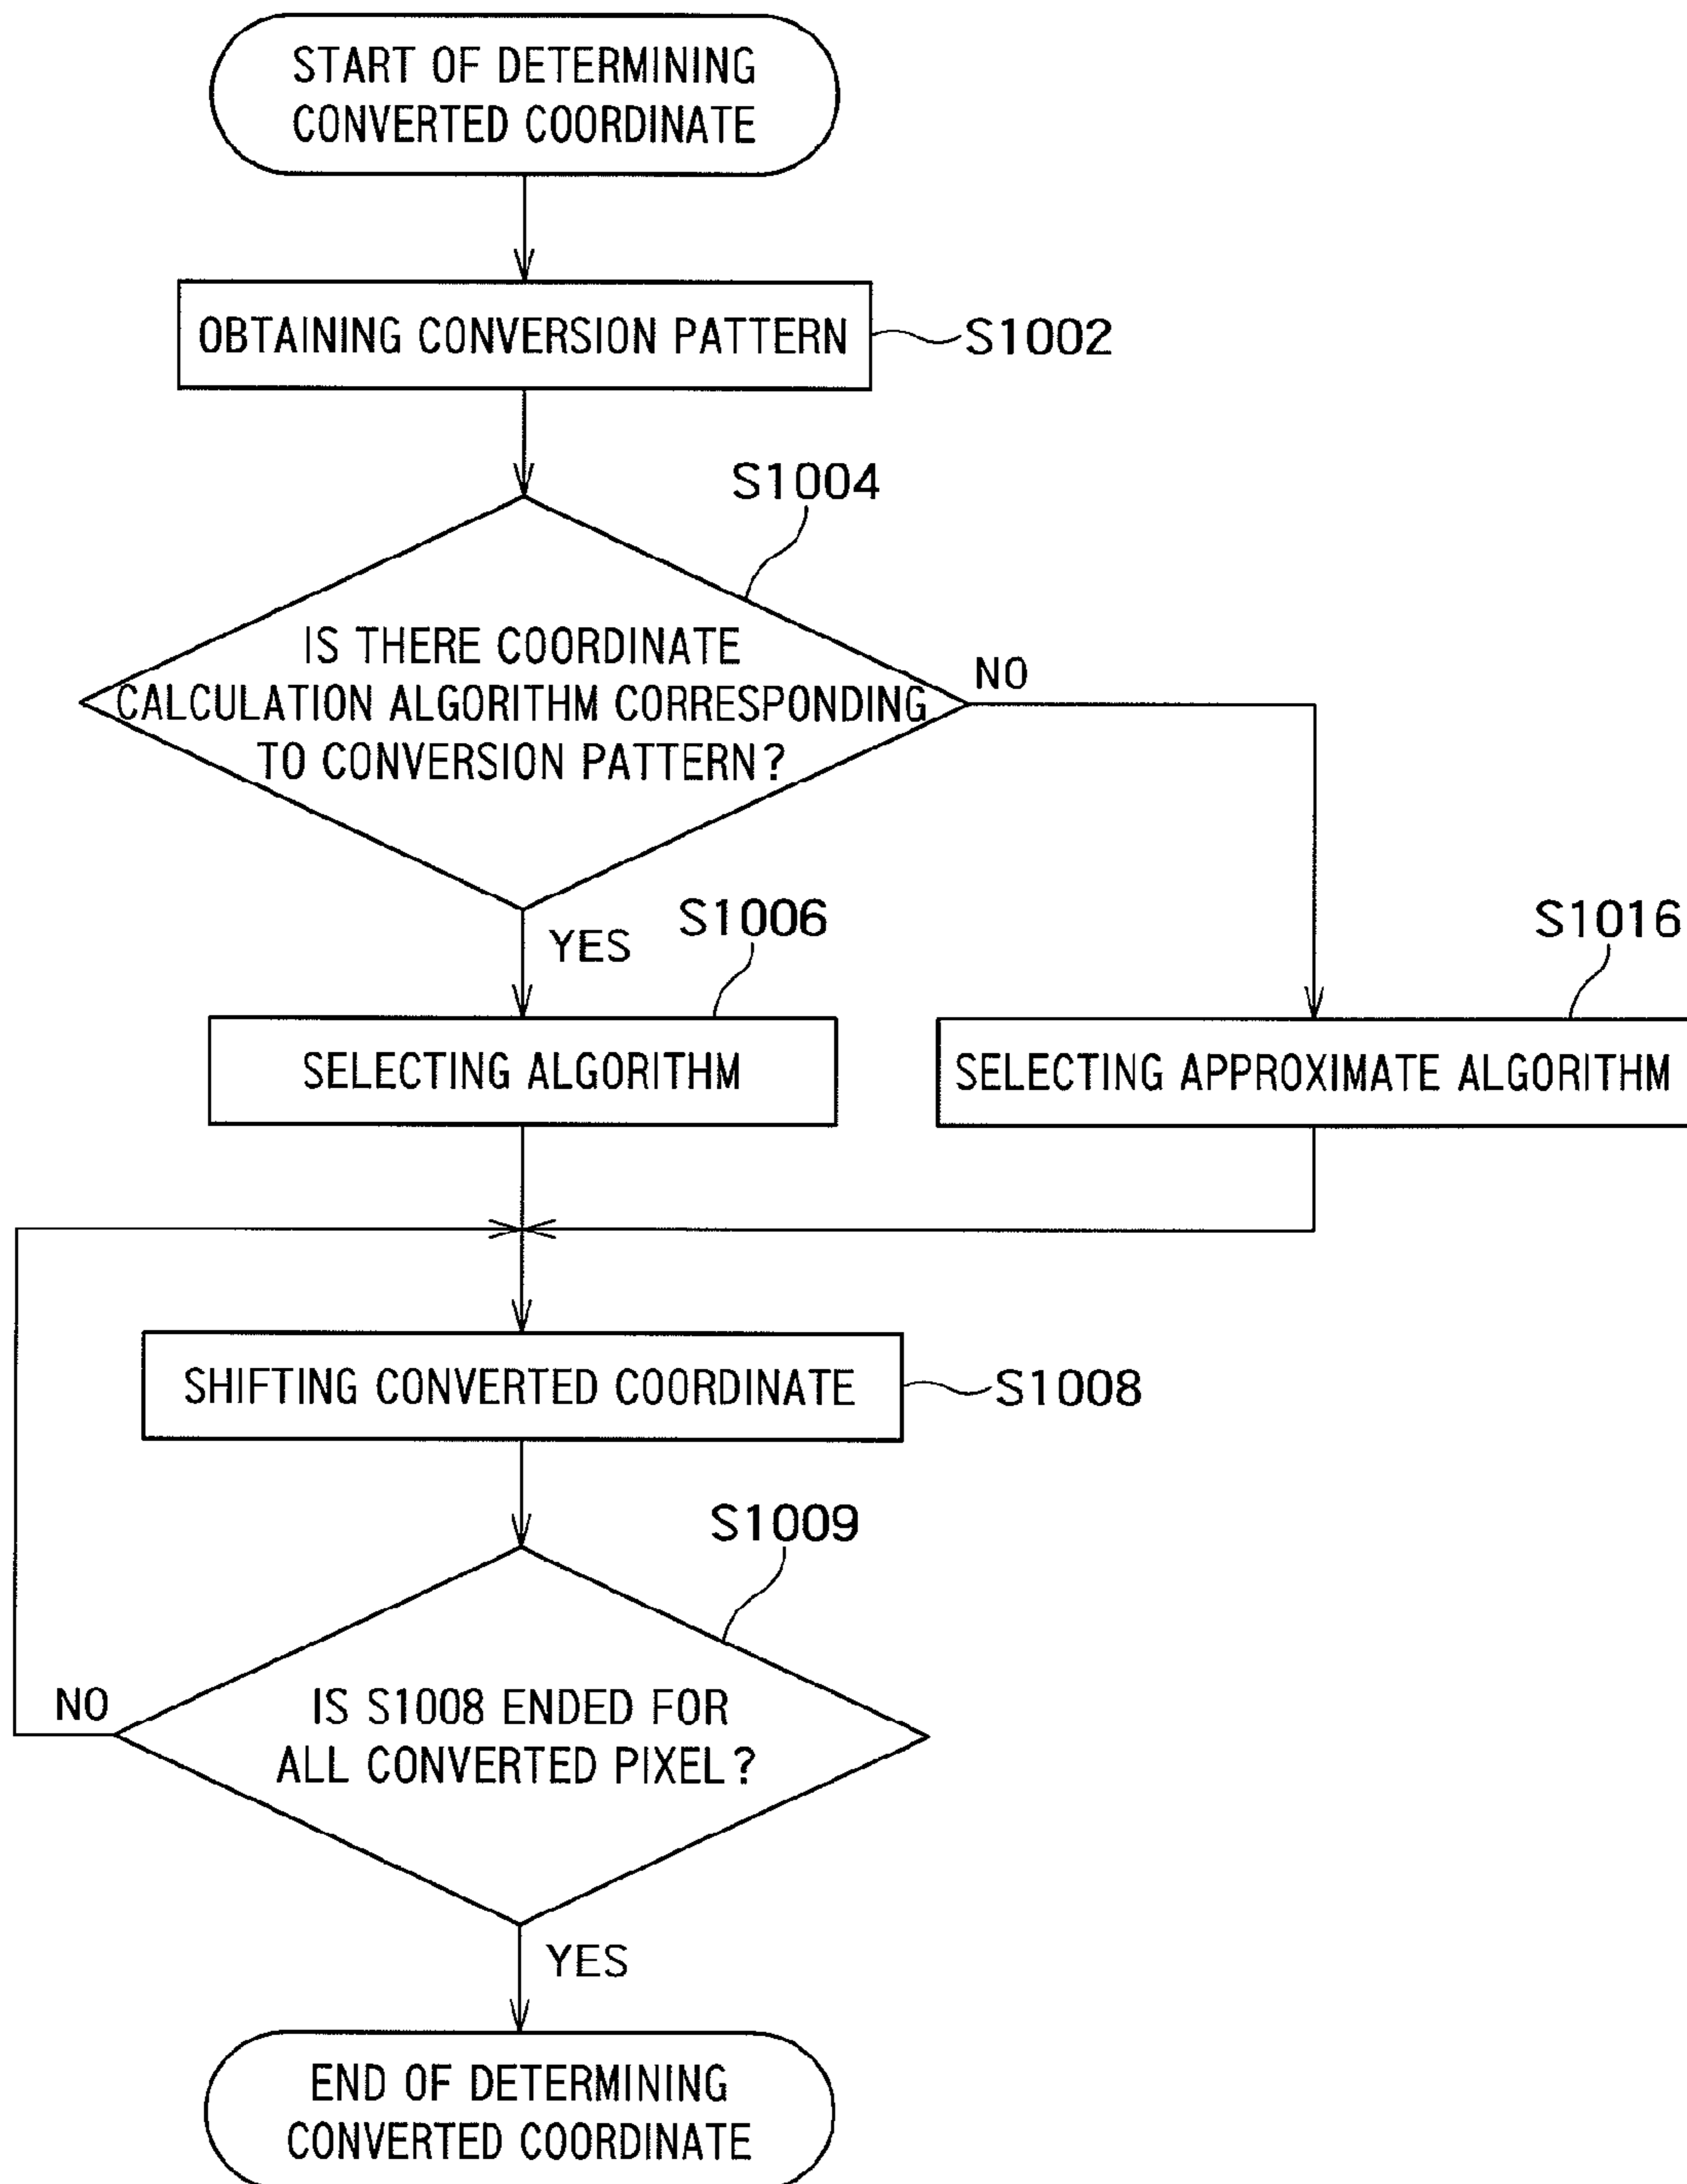 START OF DETERMINING
CONVERTED COORDINATE
OBTAINING CONVERSION PATTERN
S1002
S1004
IS THERE COORDINATE
CALCULATION ALGORITHM CORRESPONDING
TO CONVERSION PATTERN?
NO
YES
S1006
S1016
SELECTING ALGORITHM
SELECTING APPROXIMATE ALGORITHM
SHIFTING CONVERTED COORDINATE
S1008
S1009
NO
IS S1008 ENDED FOR
ALL CONVERTED PIXEL?
YES
END OF DETERMINING
CONVERTED COORDINATE